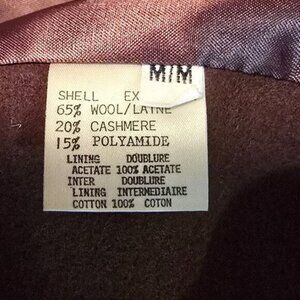 M/M
SHELL EX
65% WOOL/LAINE
20% CASHMERE
15% POLYAMIDE
LINING DOUBLURE
ACETATE 100% ACETATE
INTER DOUBLURE
LINING INTERMEDIAIRE
COTTON 100% COTON